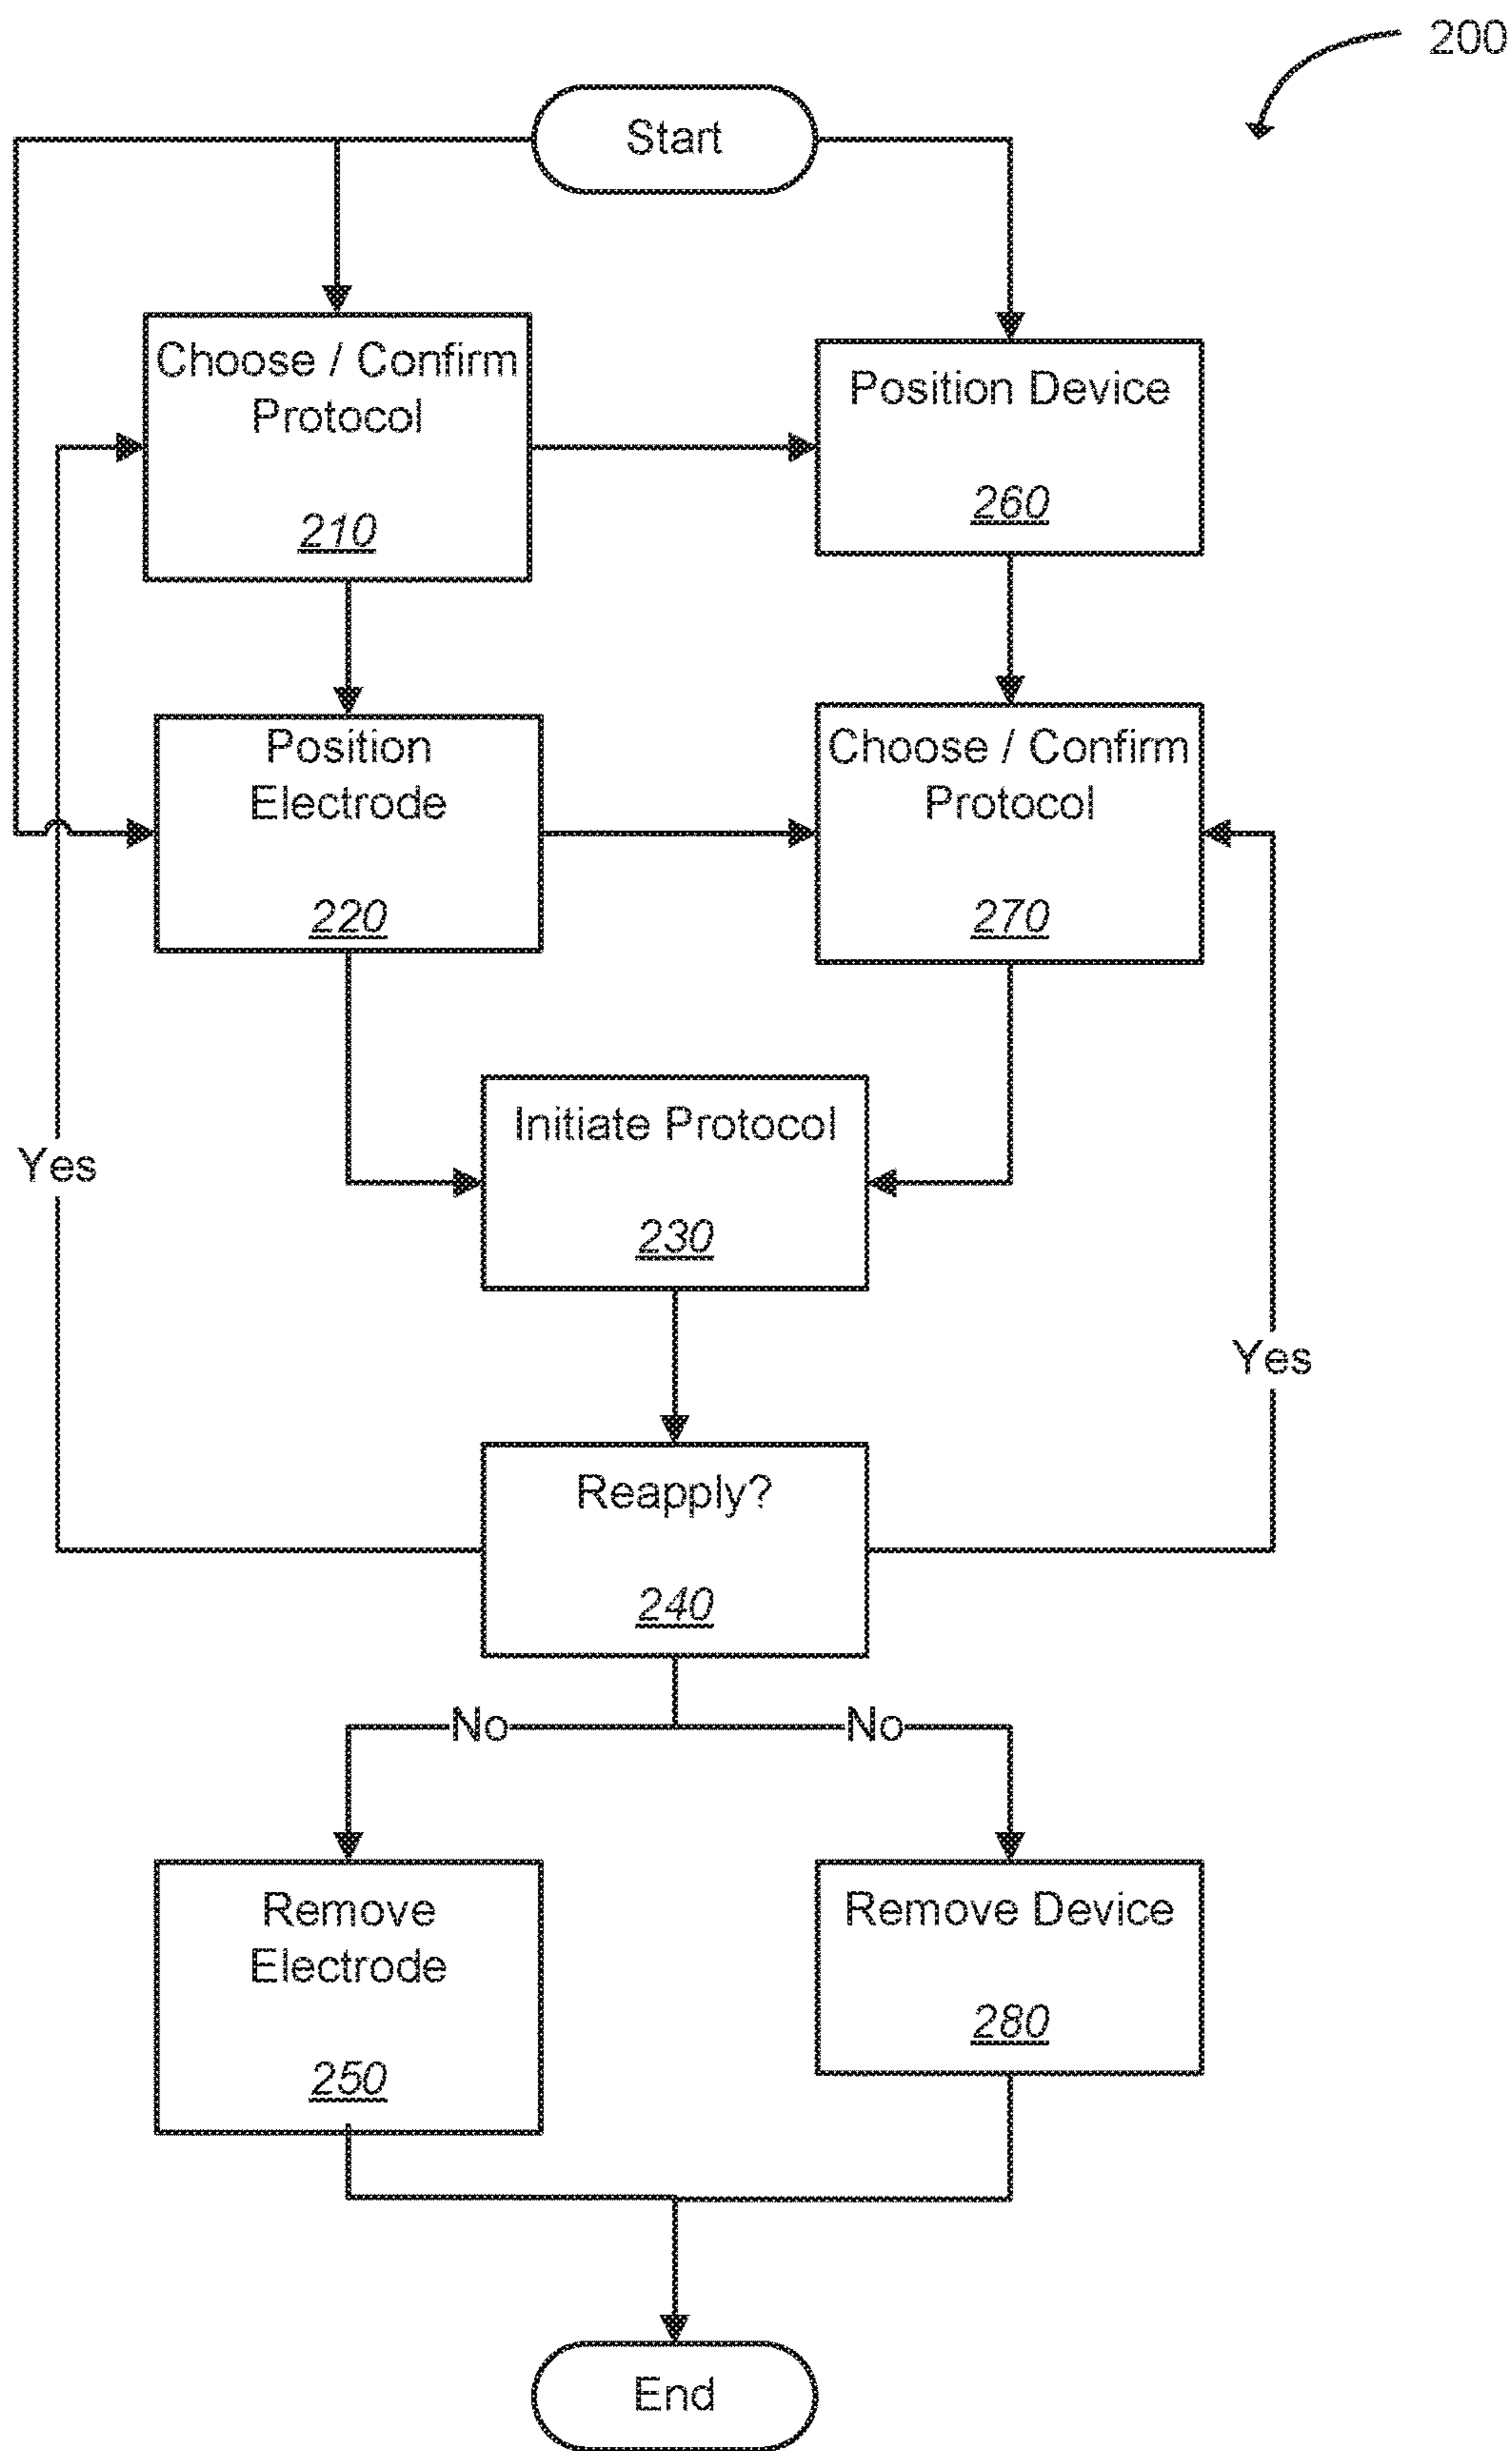 200
Start
Choose / Confirm
Protocol
210
Position Device
260
Position
Electrode
220
Choose / Confirm
Protocol
270
Initiate Protocol
230
Yes
Yes
Reapply?
240
No
No
Remove
Electrode
250
Remove Device
280
End